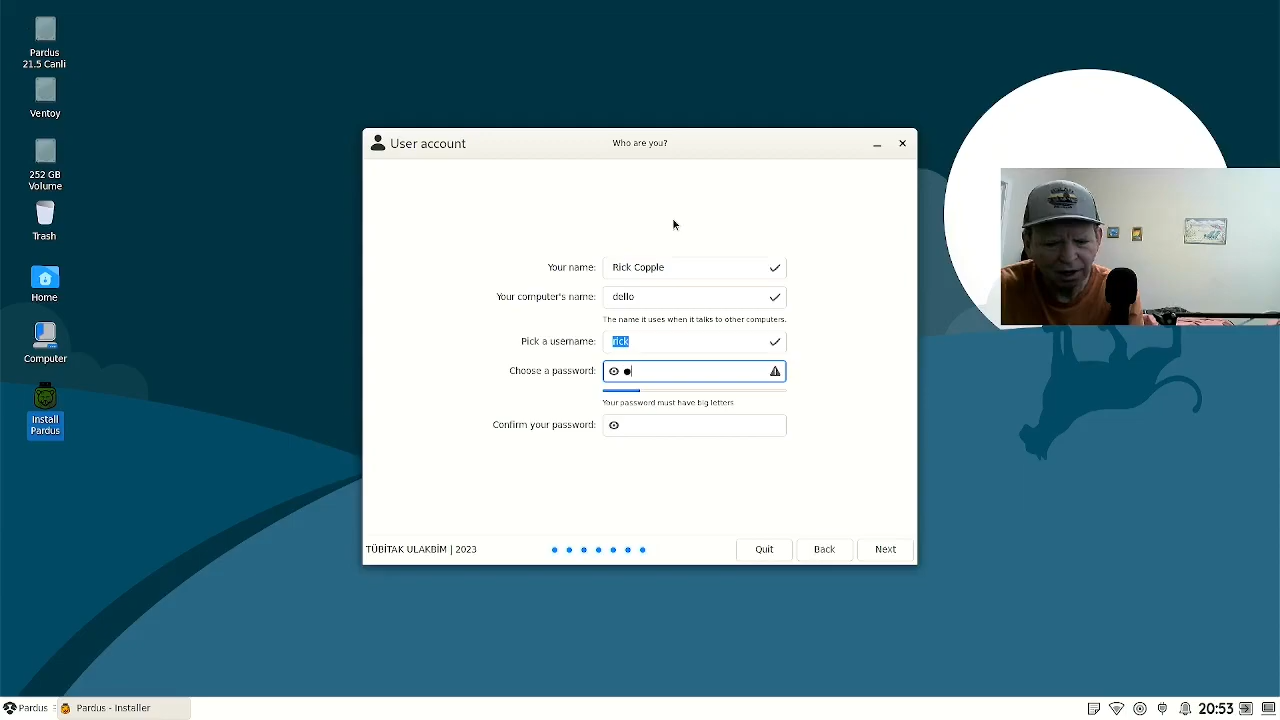 Pardus
21.5 Canli
Ventoy
252 GB
Volume
Trash
Home
Computer
Install
Pardus
User account
Who are you?
Your name: Rick Copple
Your computer's name: dello
The name it uses when it talks to other computers.
Pick a username: rick
Choose a password:
Your password must have big letters
Confirm your password:
TÜBİTAK ULAKBİM | 2023
Quit
Back
Next
Pardus
Pardus - Installer
20:53